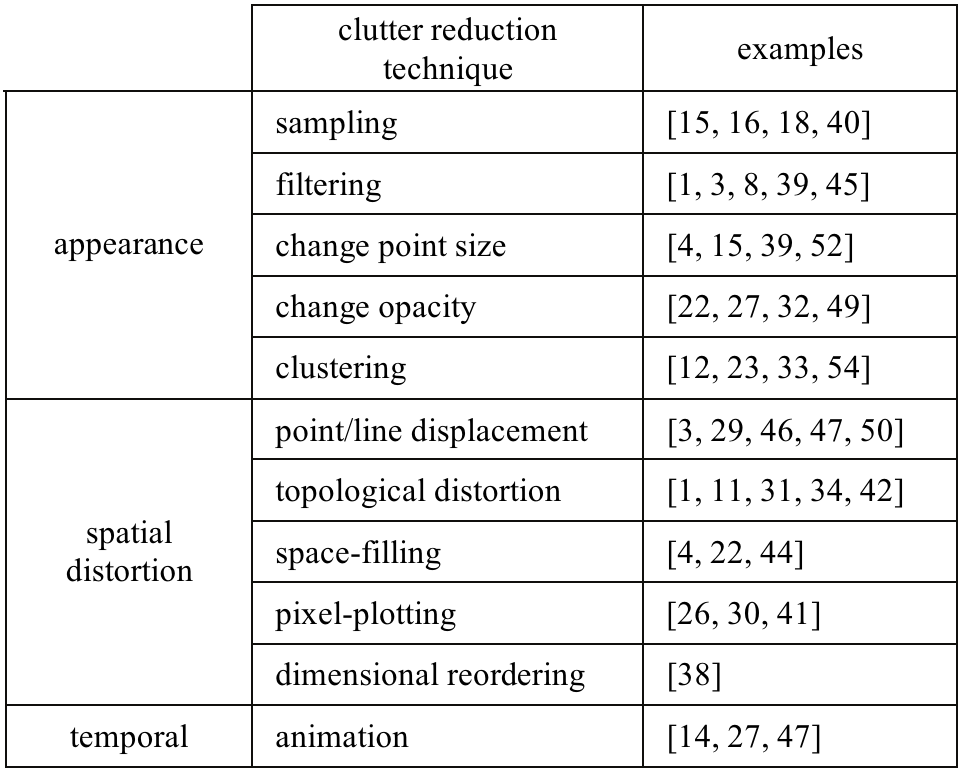 clutter reduction
technique
examples
appearance
sampling
[15, 16, 18, 40]
filtering
[1, 3, 8, 39, 45]
change point size
[4, 15, 39, 52]
change opacity
[22, 27, 32, 49]
clustering
[12, 23, 33, 54]
spatial
distortion
point/line displacement
[3, 29, 46, 47, 50]
topological distortion
[1, 11, 31, 34, 42]
space-filling
[4, 22, 44]
pixel-plotting
[26, 30, 41]
dimensional reordering
[38]
temporal
animation
[14, 27, 47]